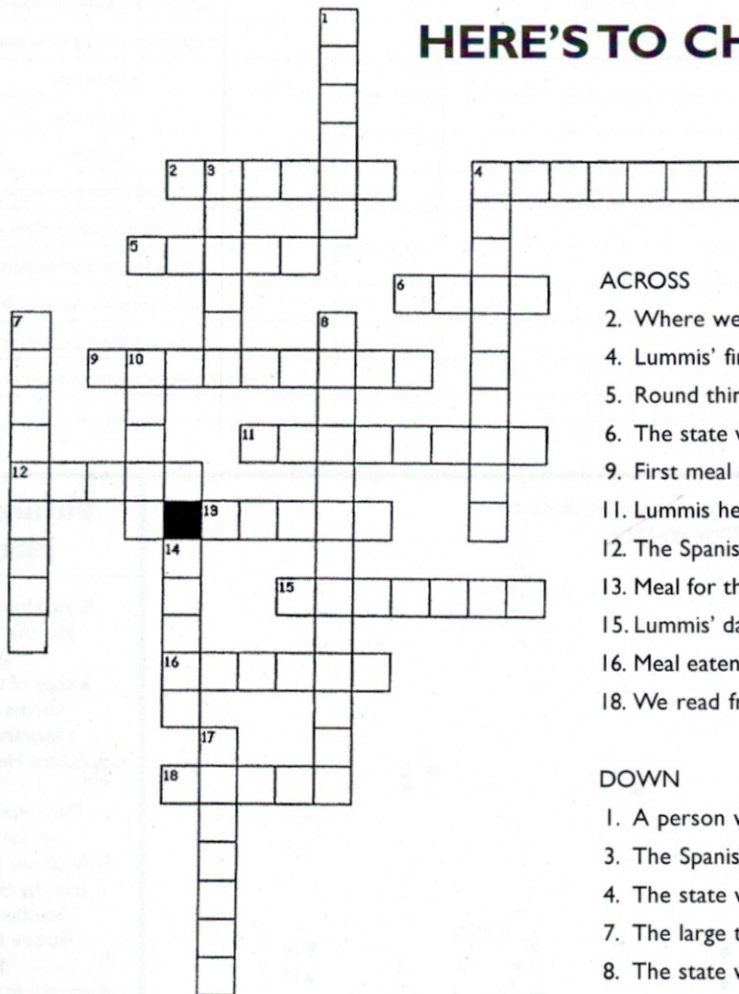 HERE'S TO CH
1
2 3 4
5
6
7 8
9 10
11
12
13
14
15
16
17
18
ACROSS
2. Where we
4. Lummis' fir
5. Round thin
6. The state w
9. First meal
11. Lummis he
12. The Spanis
13. Meal for th
15. Lummis' da
16. Meal eaten
18. We read fr
DOWN
1. A person w
3. The Spanis
4. The state w
7. The large t
8. The state w